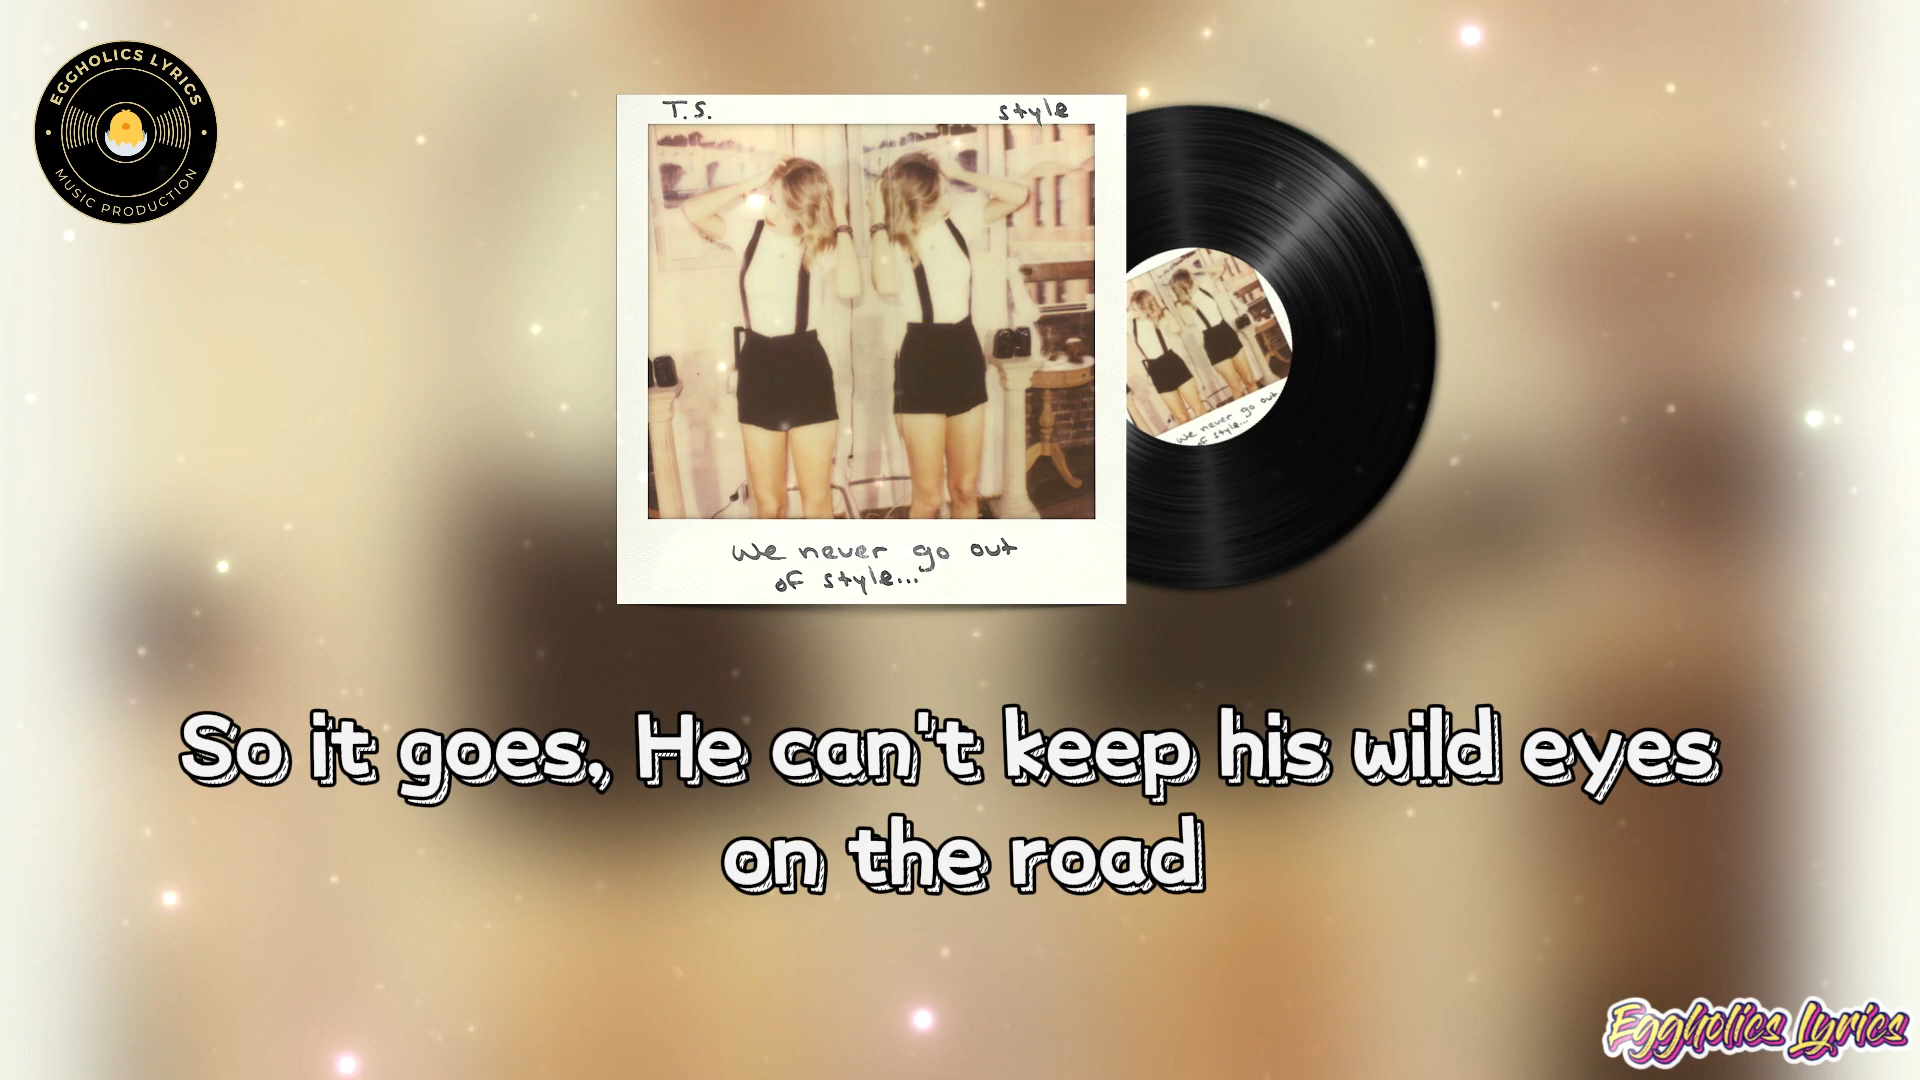 EGGHOLICS LYRICS
MUSIC PRODUCTION
T.S. style
We never go out
of style...
We never go out
of style...
So it goes, He can't keep his wild eyes
on the road
Eggholics Lyrics